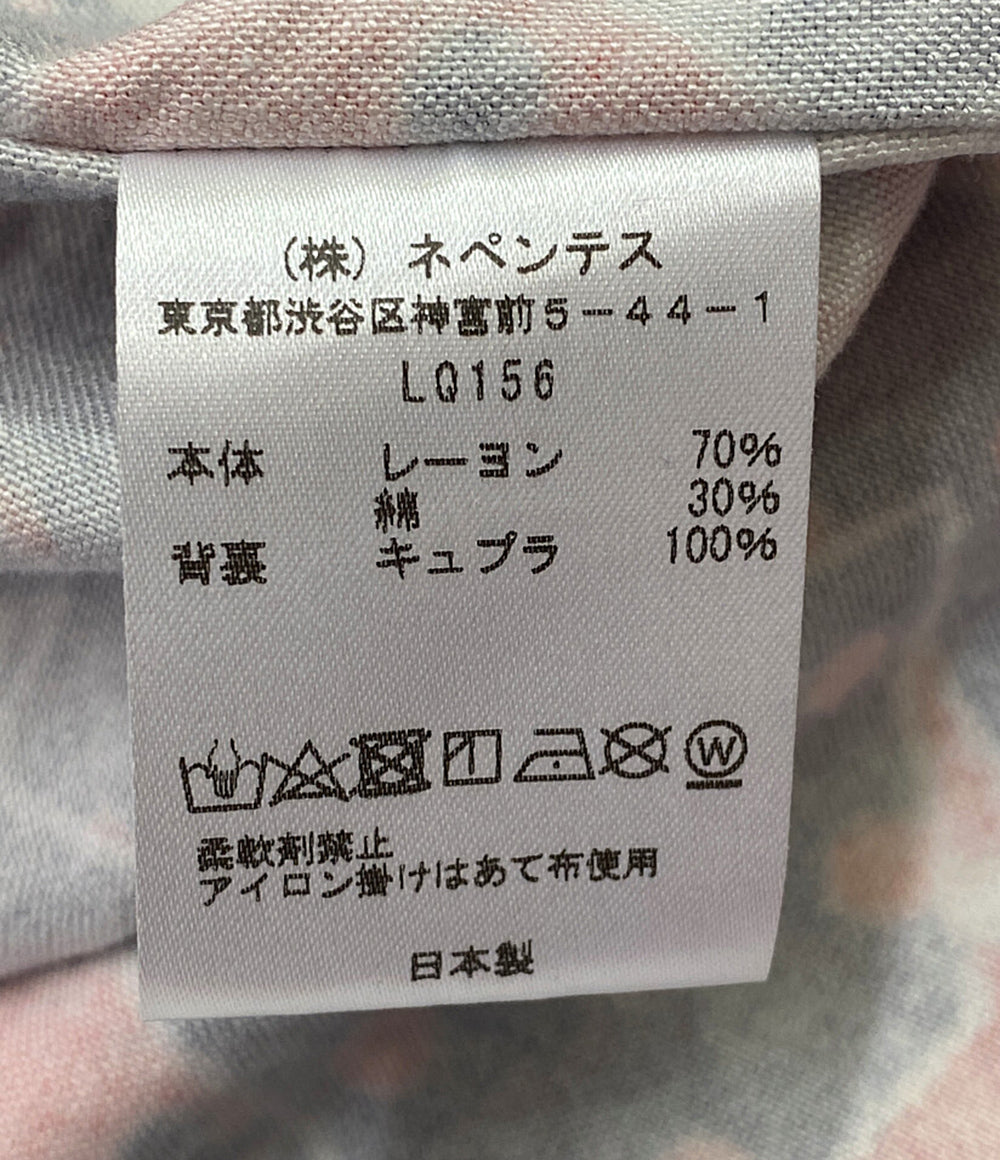 (株) ネペンテス
東京都渋谷区神宮前5-44-1
LQ156
本体 レーヨン 70%
綿 30%
背裏 キュプラ 100%
W
柔軟剤禁止
アイロン掛けはあて布使用
日本製